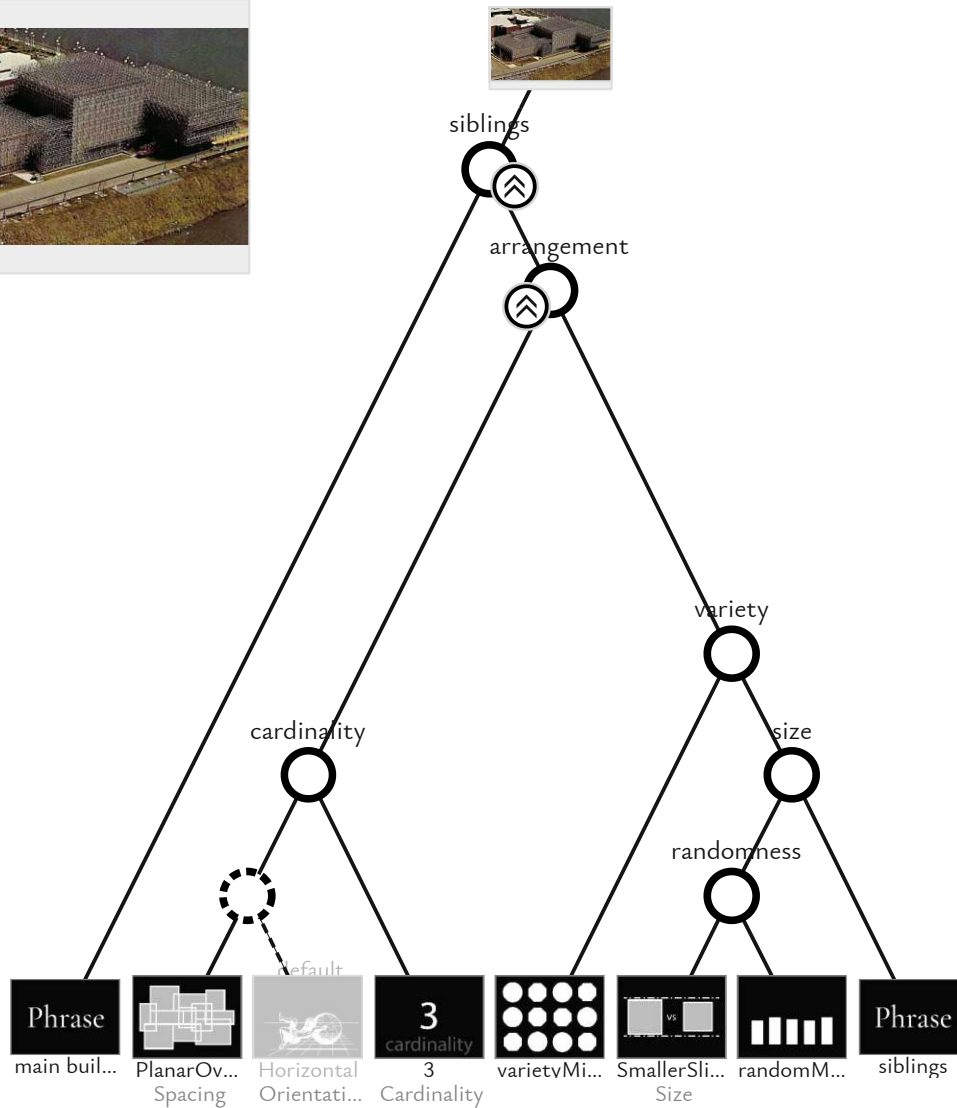 siblings
arrangement
variety
cardinality
size
randomness
default
Phrase
3
cardinality
vs
Phrase
main buil...
PlanarOv...
Horizontal
3
varietyMi...
SmallerSli...
randomM...
siblings
Spacing
Orientati...
Cardinality
Size